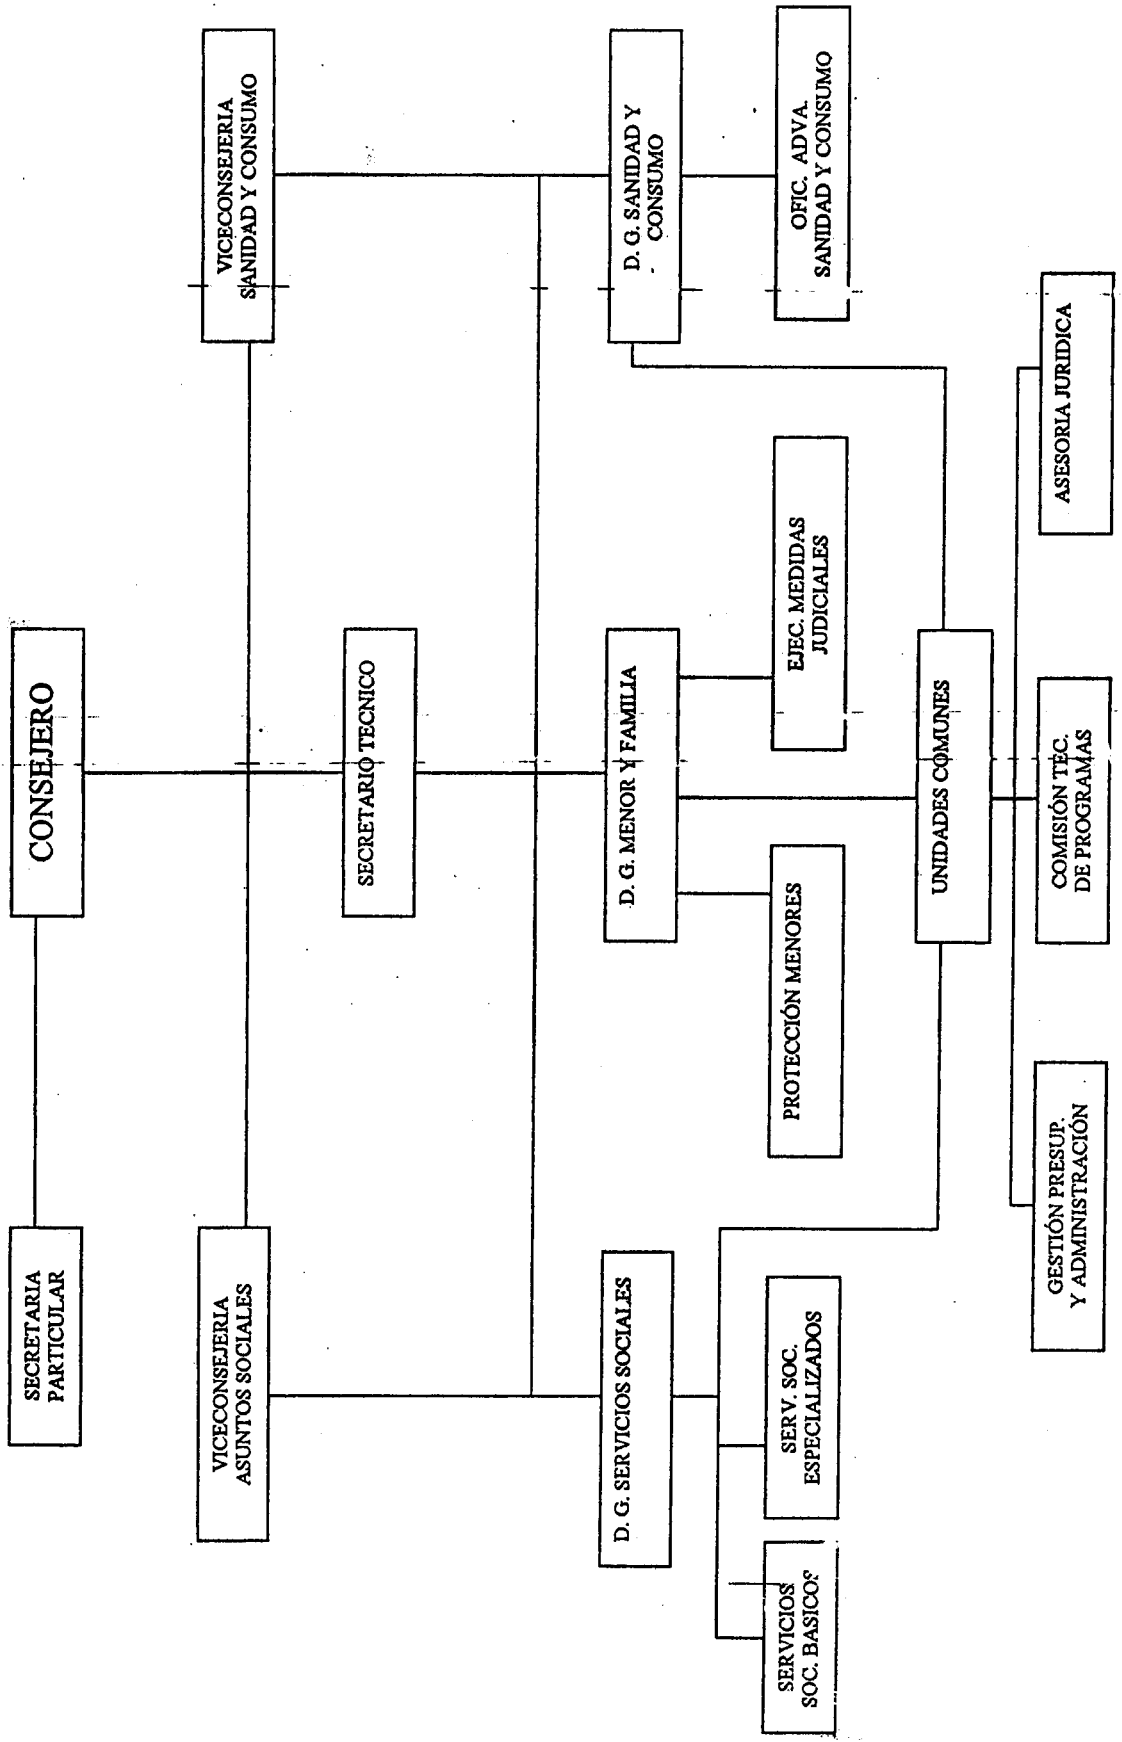 SECRETARIA
PARTICULAR
CONSEJERO
VICECONSEJERIA
ASUNTOS SOCIALES
VICECONSEJERIA
SANIDAD Y CONSUMO
SECRETARIO TECNICO
D. G. SERVICIOS SOCIALES
D. G. MENOR Y FAMILIA
D. G. SANIDAD Y
CONSUMO
SERVICIOS
SOC. BASICOS
SERV. SOC.
ESPECIALIZADOS
PROTECCIÓN MENORES
EJEC. MEDIDAS
JUDICIALES
OFIC. ADVA.
SANIDAD Y CONSUMO
UNIDADES COMUNES
GESTIÓN PRESUP.
Y ADMINISTRACIÓN
COMISIÓN TEC.
DE PROGRAMAS
ASESORIA JURIDICA